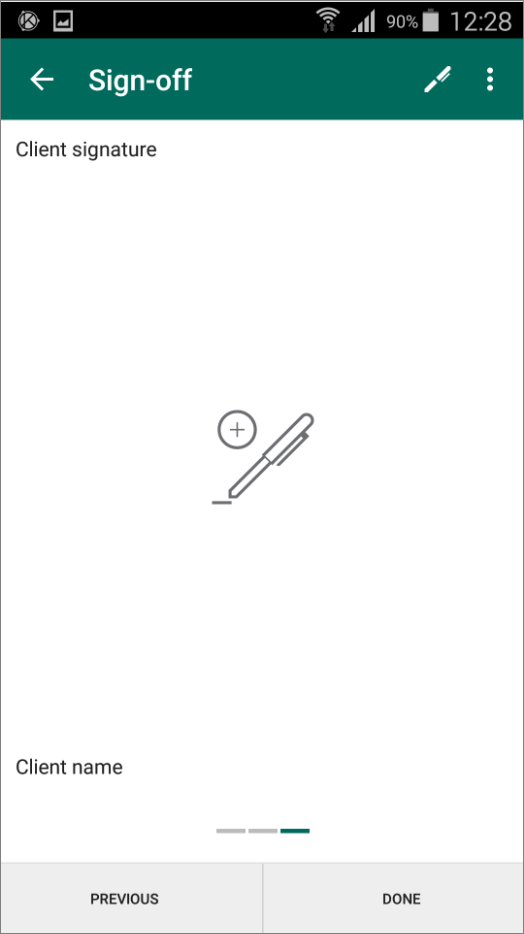 90% 12:28
Sign-off
Client signature
Client name
PREVIOUS DONE